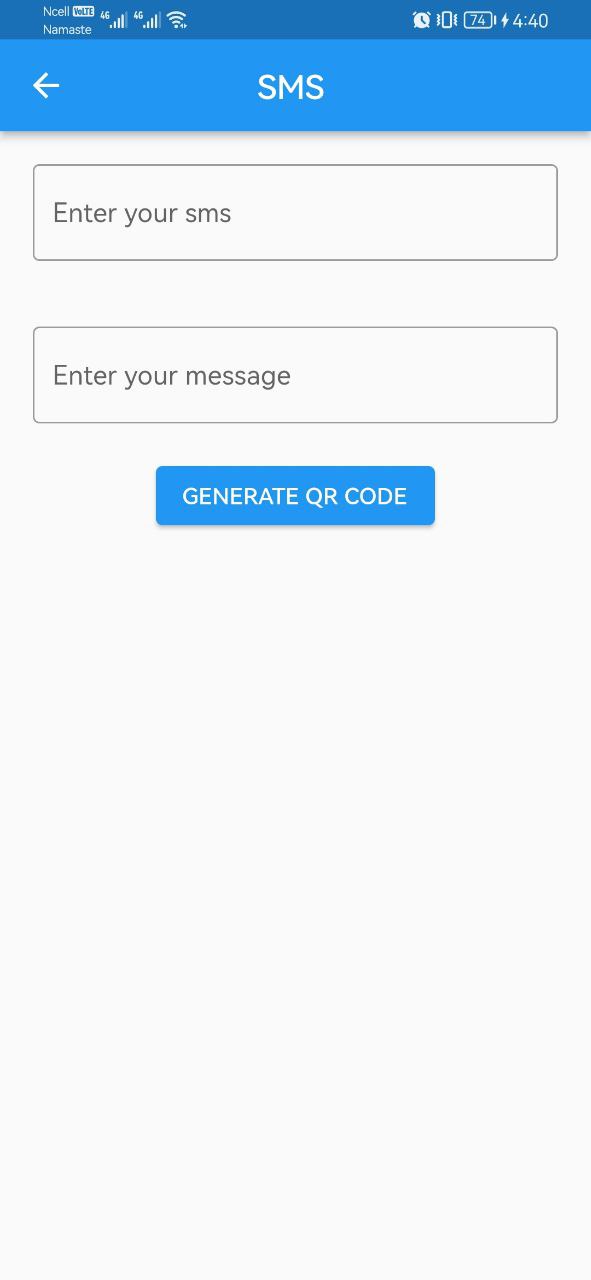 Ncell VoLTE 4G 4G 74 4:40
Namaste
SMS
Enter your sms
Enter your message
GENERATE QR CODE